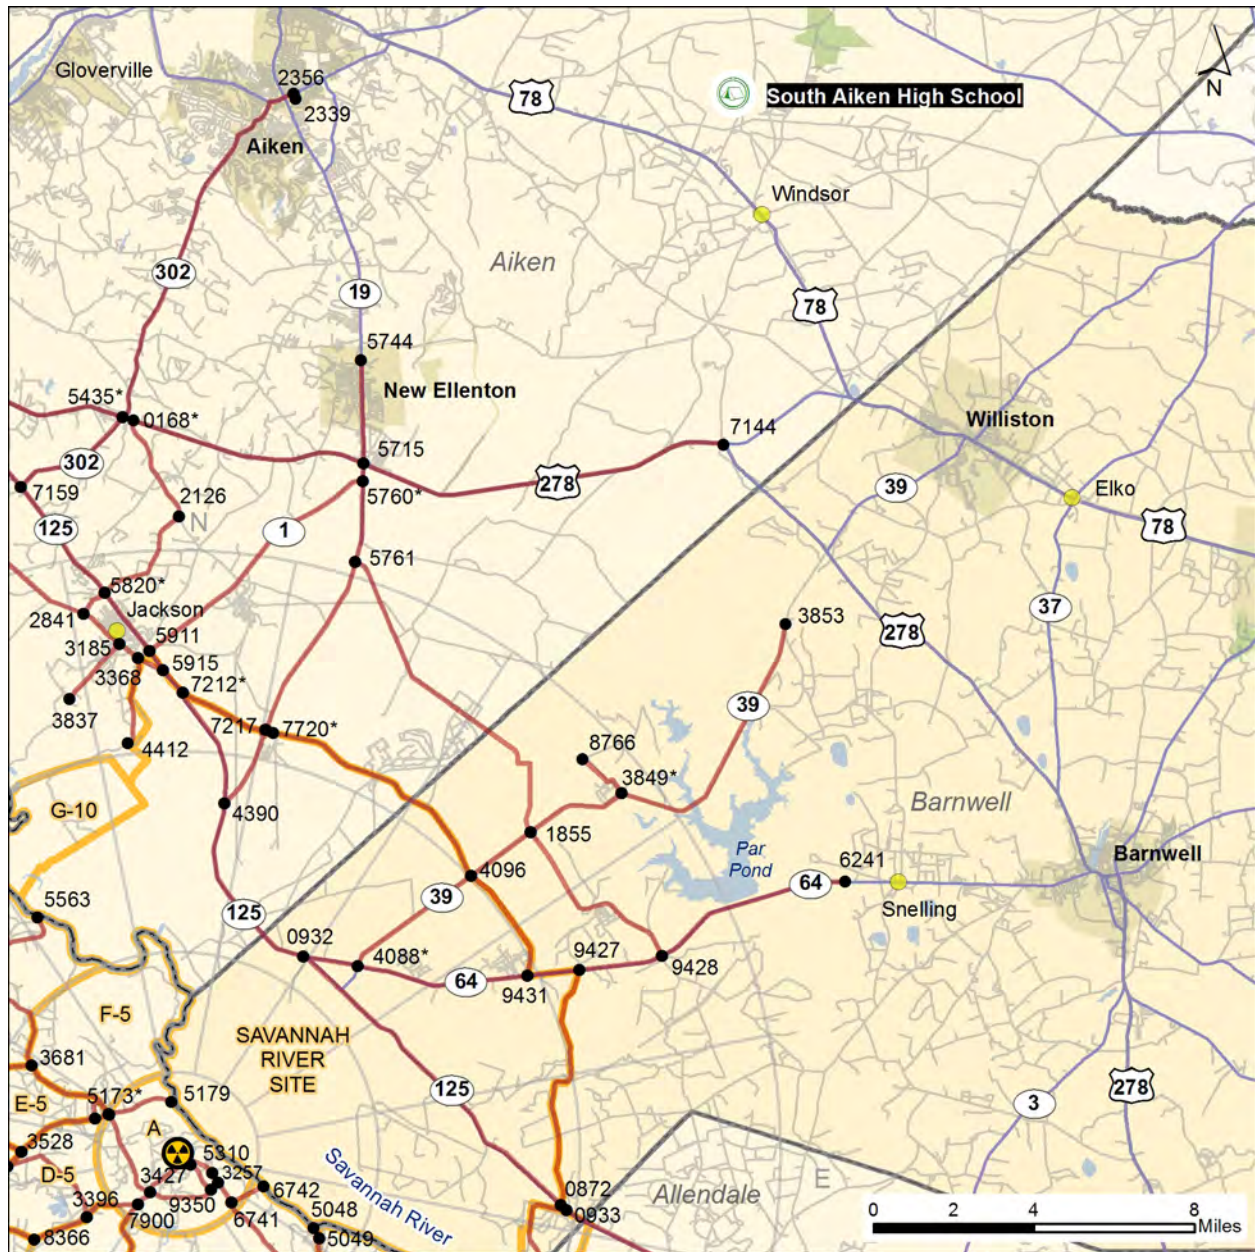 Gloverville
2356
2339
Aiken
78
South Aiken High School
N
Windsor
302
Aiken
19
78
5744
New Ellenton
5435*
0168*
7144
Williston
302
5715
278
39
Elko
7159
5760*
78
2126
N
125
1
5761
5820*
Jackson
2841
37
3853
278
3185
5911
5915
3368
7212*
39
3837
7217
7720*
4412
8766
3849*
G-10
4390
1855
Barnwell
Par
Pond
Barnwell
4096
6241
64
39
Snelling
5563
125
0932
4088*
9427
9428
64
9431
F-5
SAVANNAH
RIVER
SITE
3681
5173*
5179
E-5
125
278
3
A
3528
5310
D-5
3427
3257
E
Savannah River
3396
9350
6742
0872
Allendale
7900
6741
5048
0933
8366
5049
0 2 4 8
Miles